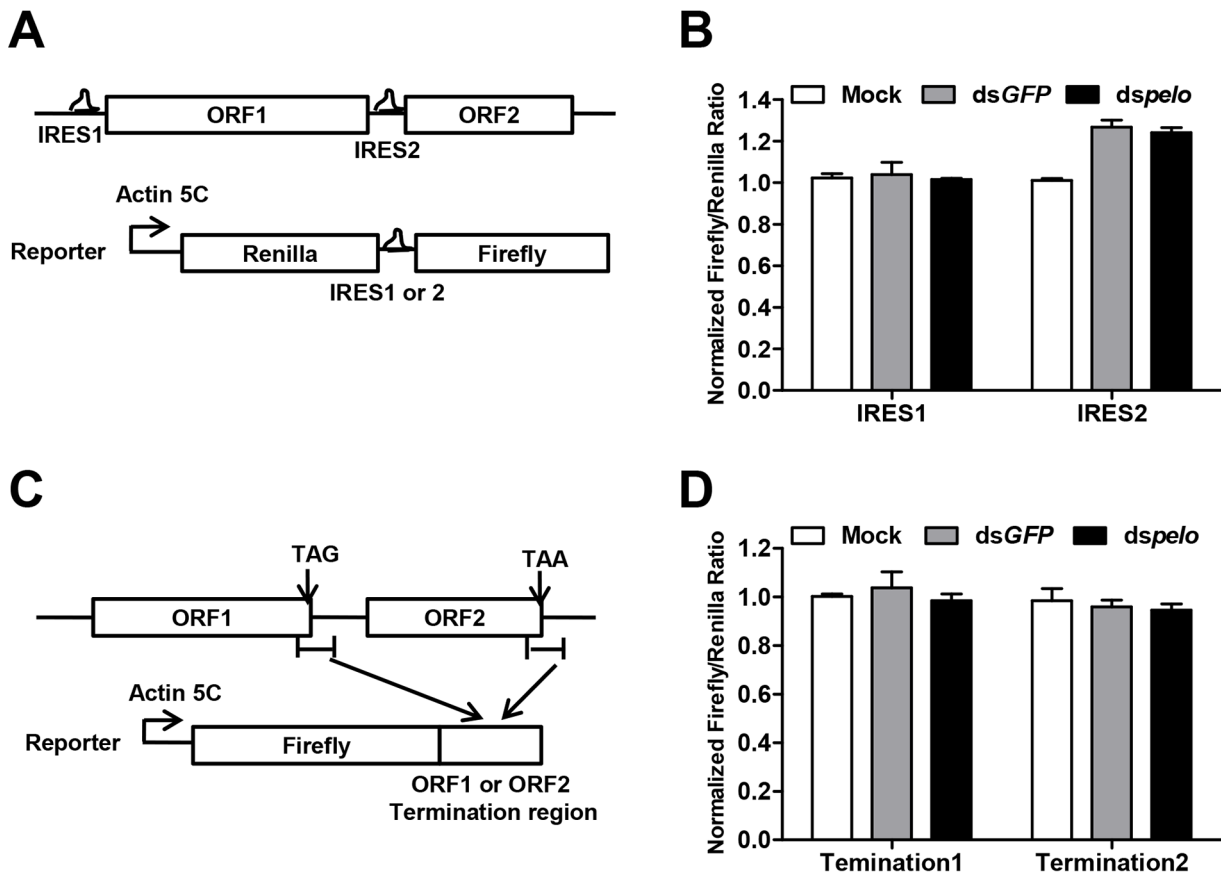 A
ORF1
ORF2
IRES1
IRES2
Actin 5C
Reporter
Renilla
Firefly
IRES1 or 2
B
Mock
dsGFP
dspelo
Normalized Firefly/Renilla Ratio
1.4
1.2
1.0
0.8
0.6
0.4
0.2
0.0
IRES1
IRES2
C
TAG
TAA
ORF1
ORF2
Actin 5C
Reporter
Firefly
ORF1 or ORF2
Termination region
D
Mock
dsGFP
dspelo
Normalized Firefly/Renilla Ratio
1.2
1.0
0.8
0.6
0.4
0.2
0.0
Temination1
Termination2